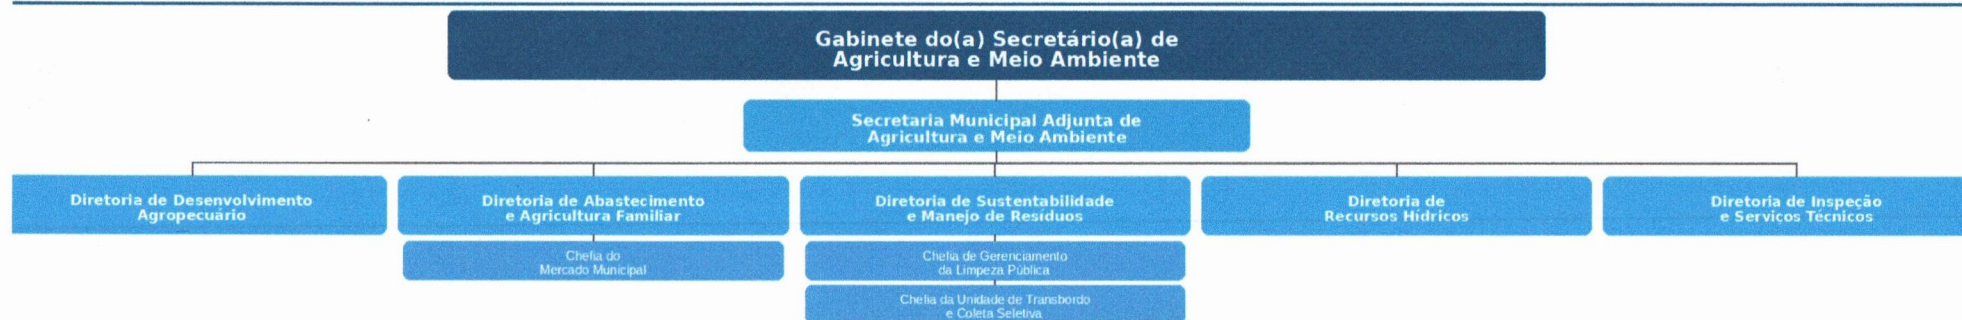 Gabinete do(a) Secretário(a) de
Agricultura e Meio Ambiente
Secretaria Municipal Adjunta de
Agricultura e Meio Ambiente
Diretoria de Desenvolvimento
Agropecuário
Diretoria de Abastecimento
e Agricultura Familiar
Diretoria de Sustentabilidade
e Manejo de Resíduos
Diretoria de
Recursos Hídricos
Diretoria de Inspeção
e Serviços Técnicos
Chefia do
Mercado Municipal
Chefia de Gerenciamento
da Limpeza Pública
Chefia da Unidade de Transbordo
e Coleta Seletiva